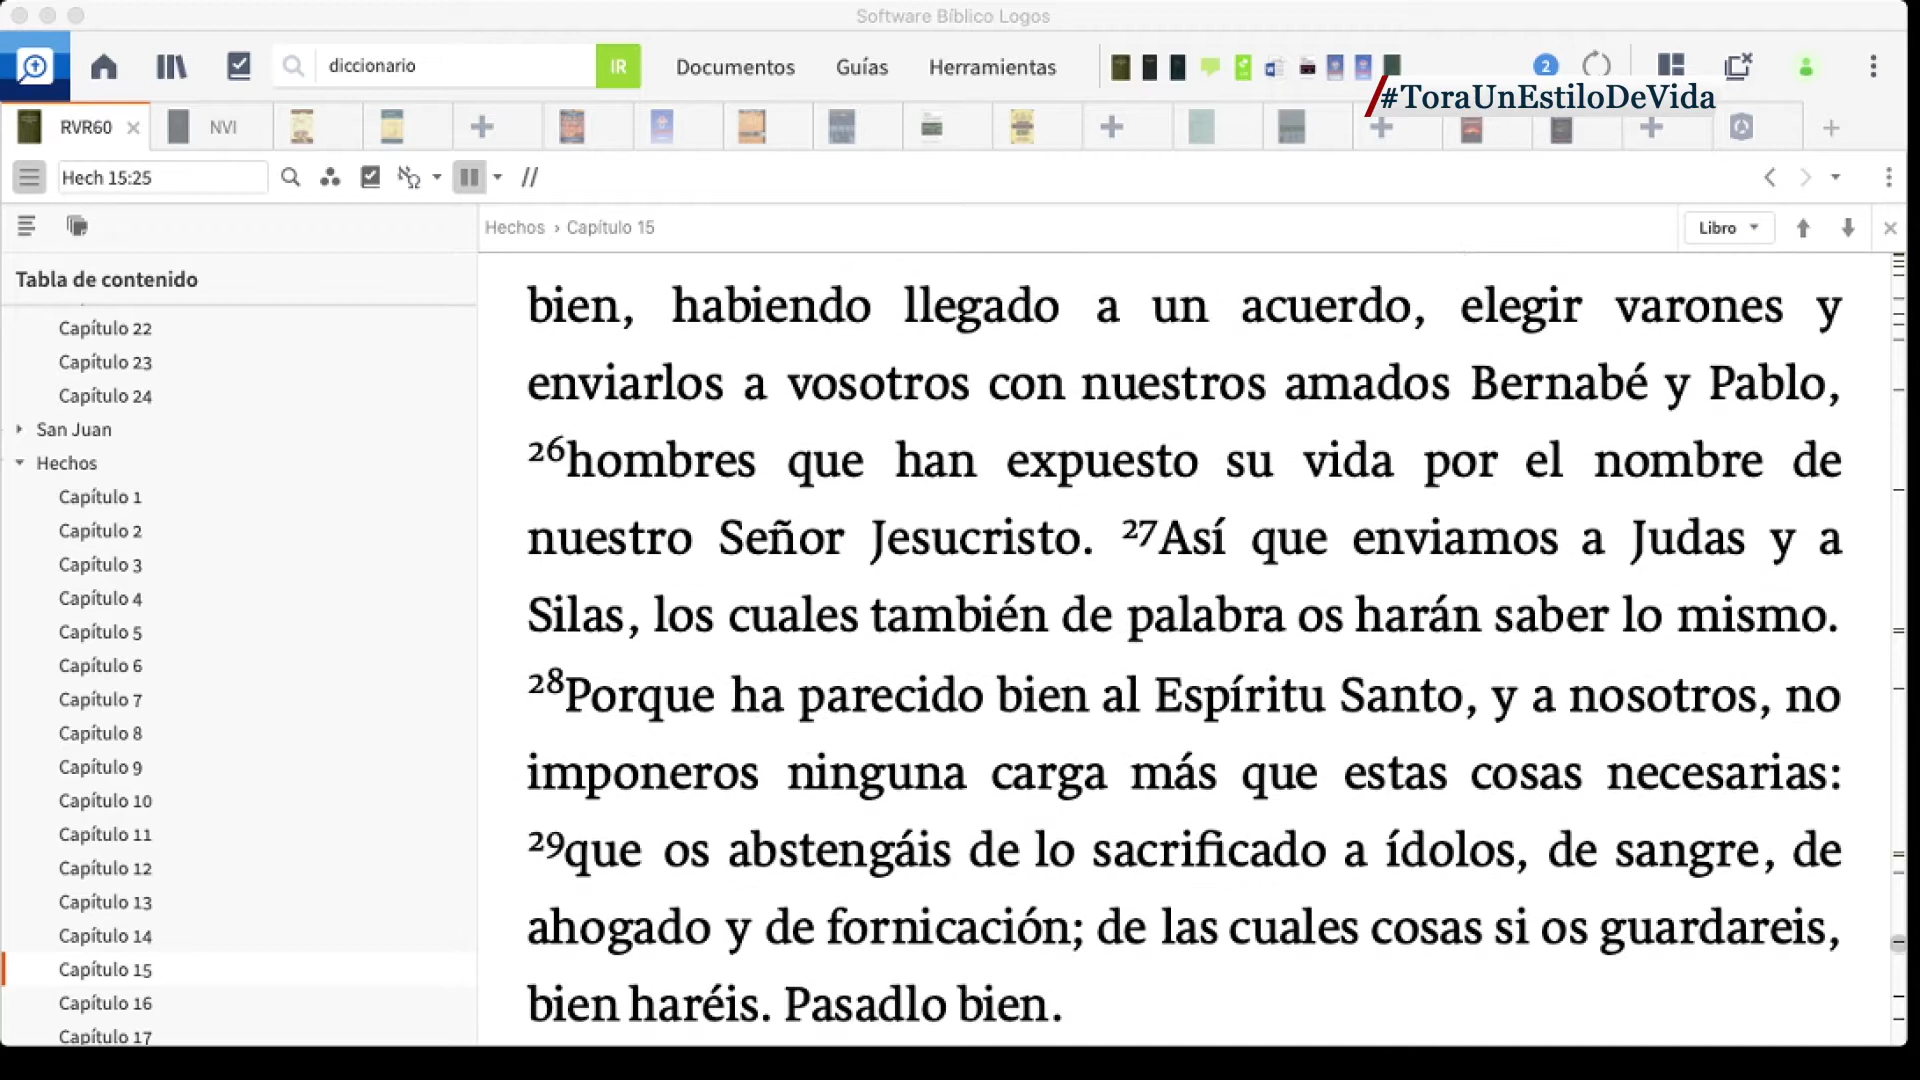 Software Bíblico Logos
diccionario
IR
Documentos
Guías
Herramientas
2
/#ToraUnEstiloDeVida
RVR60
NVI
Hech 15:25
Hechos › Capítulo 15
Libro
Tabla de contenido
Capítulo 22
Capítulo 23
Capítulo 24
San Juan
Hechos
Capítulo 1
Capítulo 2
Capítulo 3
Capítulo 4
Capítulo 5
Capítulo 6
Capítulo 7
Capítulo 8
Capítulo 9
Capítulo 10
Capítulo 11
Capítulo 12
Capítulo 13
Capítulo 14
Capítulo 15
Capítulo 16
Capítulo 17
bien, habiendo llegado a un acuerdo, elegir varones y
enviarlos a vosotros con nuestros amados Bernabé y Pablo,
26hombres que han expuesto su vida por el nombre de
nuestro Señor Jesucristo. 27Así que enviamos a Judas y a
Silas, los cuales también de palabra os harán saber lo mismo.
28Porque ha parecido bien al Espíritu Santo, y a nosotros, no
imponeros ninguna carga más que estas cosas necesarias:
29que os abstengáis de lo sacrificado a ídolos, de sangre, de
ahogado y de fornicación; de las cuales cosas si os guardareis,
bien haréis. Pasadlo bien.